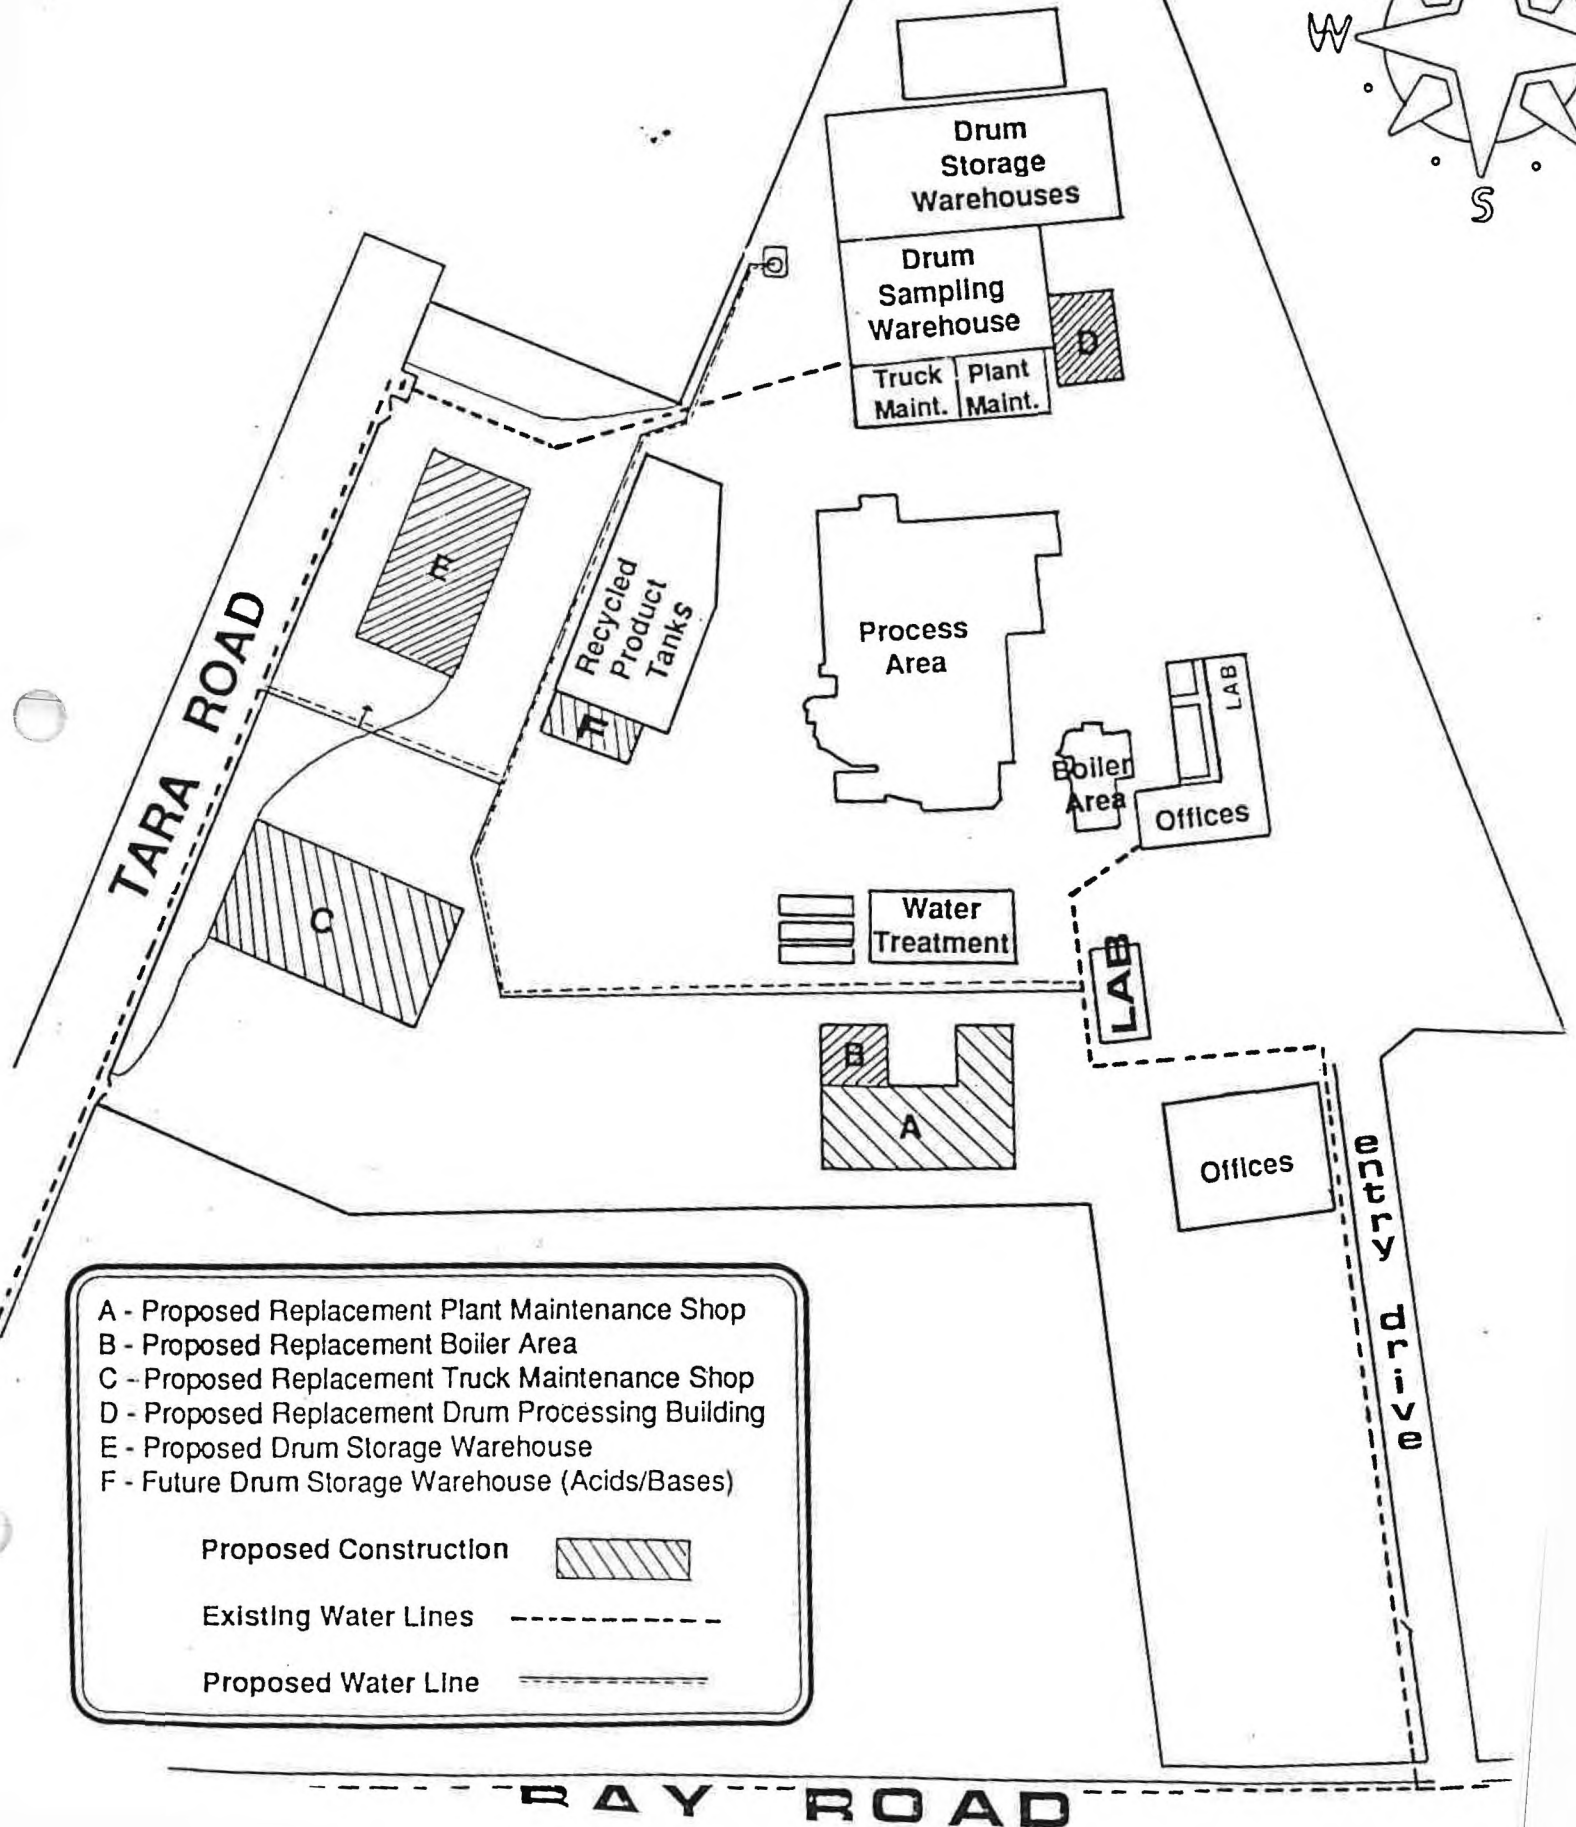 W
S
Drum
Storage
Warehouses
Drum
Sampling
Warehouse
D
Truck
Maint.
Plant
Maint.
E
Recycled
Product
Tanks
F
TARA ROAD
Process
Area
LAB
Boiler
Area
Offices
C
Water
Treatment
LAB
B
A
Offices
entry drive
A - Proposed Replacement Plant Maintenance Shop
B - Proposed Replacement Boiler Area
C - Proposed Replacement Truck Maintenance Shop
D - Proposed Replacement Drum Processing Building
E - Proposed Drum Storage Warehouse
F - Future Drum Storage Warehouse (Acids/Bases)
Proposed Construction
Existing Water Lines
Proposed Water Line
RAY ROAD